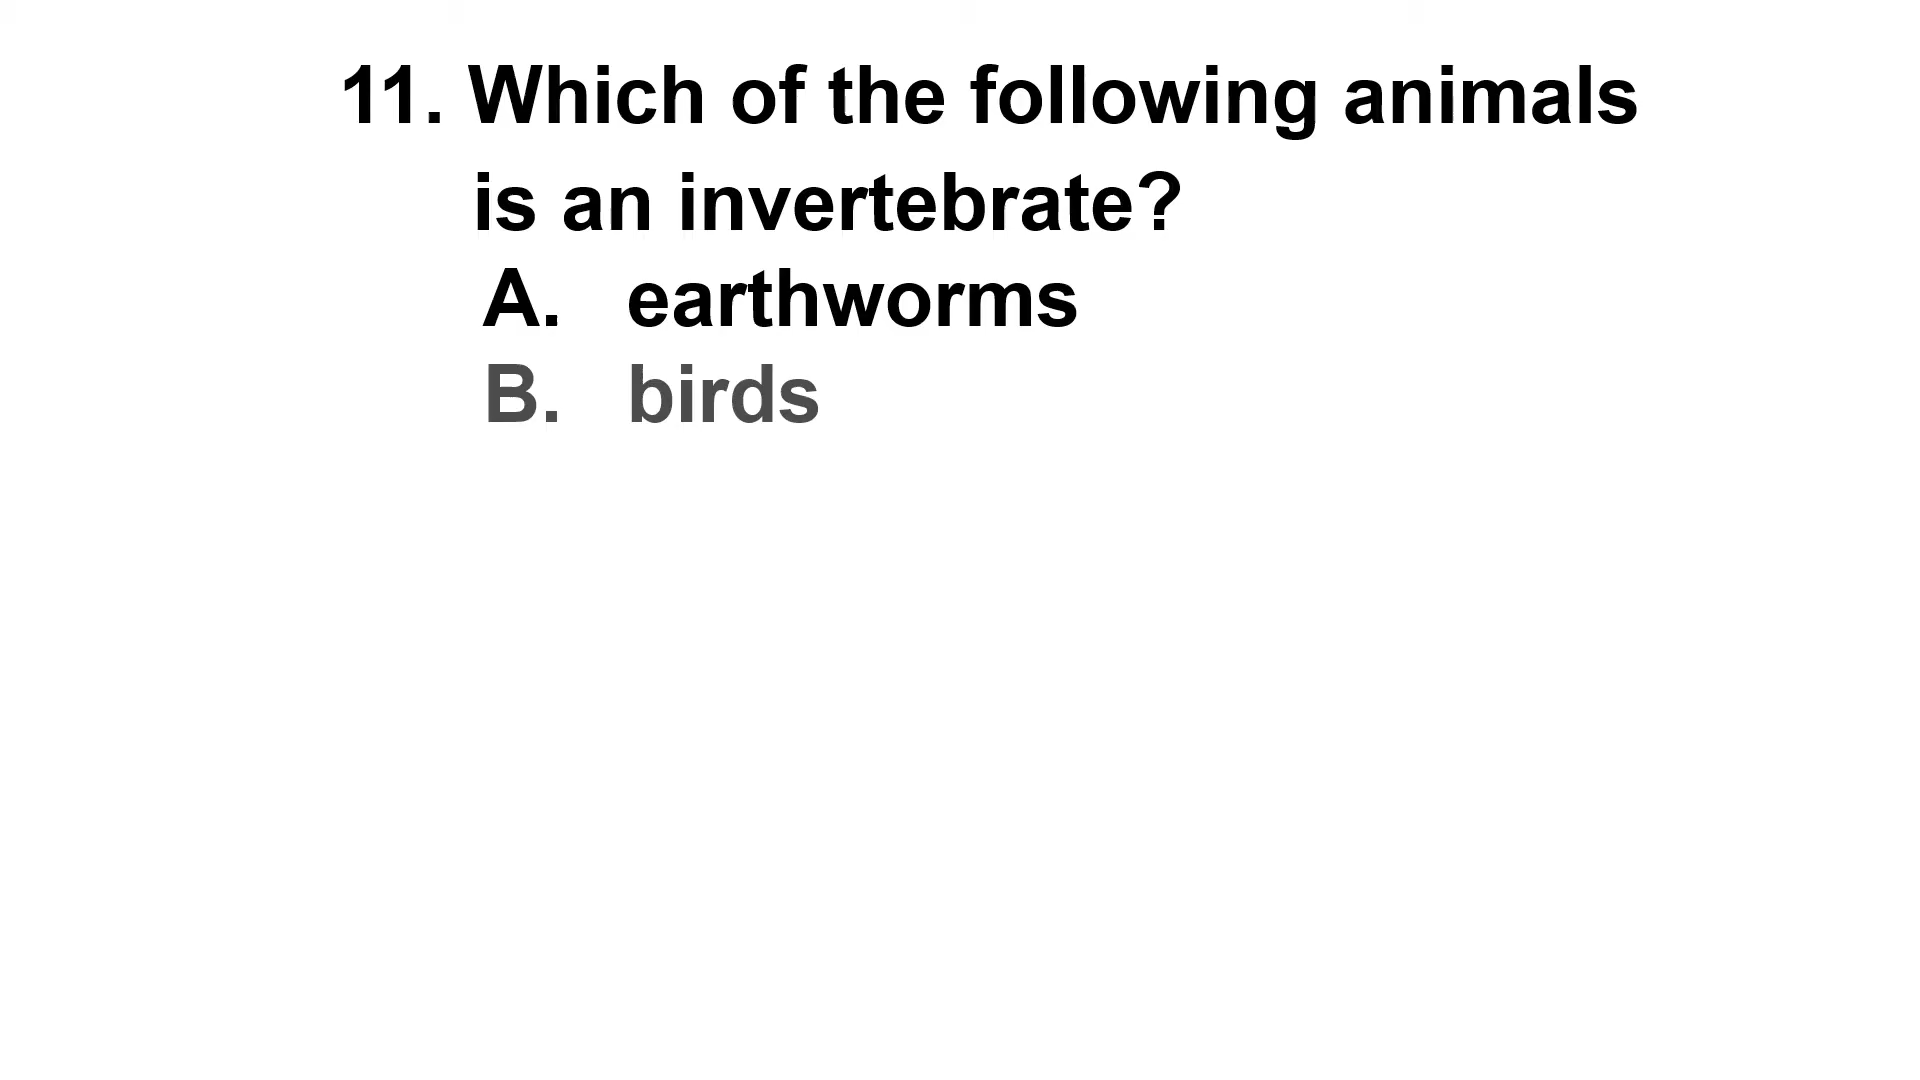 11. Which of the following animals
is an invertebrate?
A. earthworms
B. birds